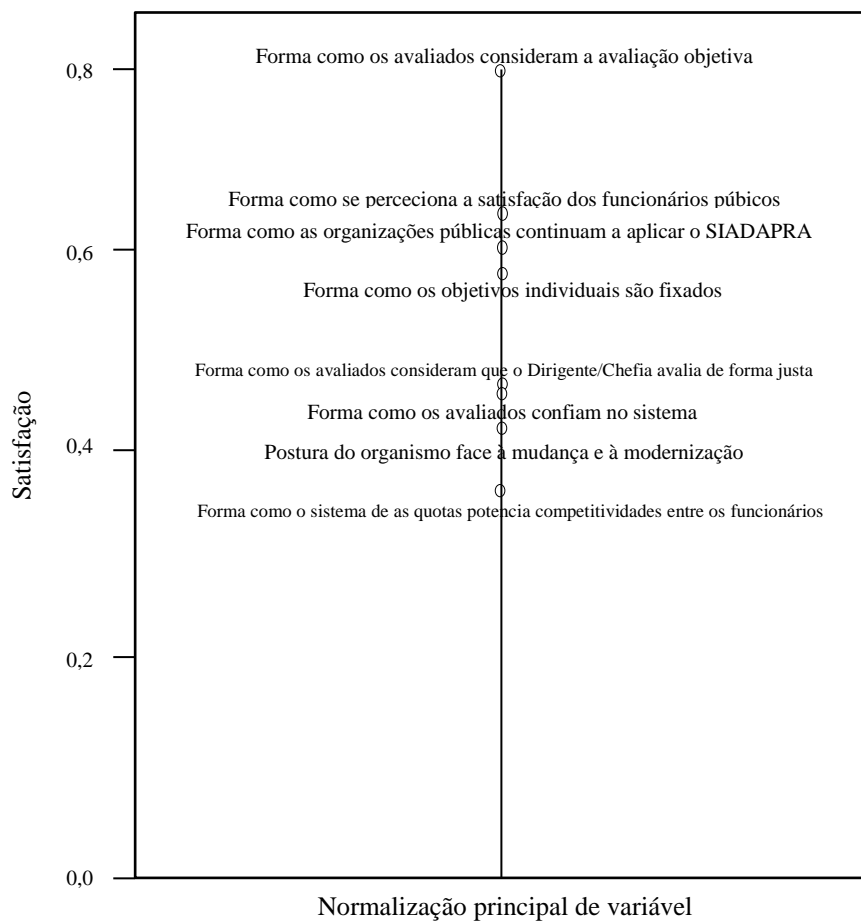 Forma como os avaliados consideram a avaliação objetiva
0,8
Forma como se perceciona a satisfação dos funcionários púbicos
Forma como as organizações públicas continuam a aplicar o SIADAPRA
0,6
Forma como os objetivos individuais são fixados
Forma como os avaliados consideram que o Dirigente/Chefia avalia de forma justa
Forma como os avaliados confiam no sistema
0,4
Postura do organismo face à mudança e à modernização
Forma como o sistema de as quotas potencia competitividades entre os funcionários
Satisfação
0,2
0,0
Normalização principal de variável